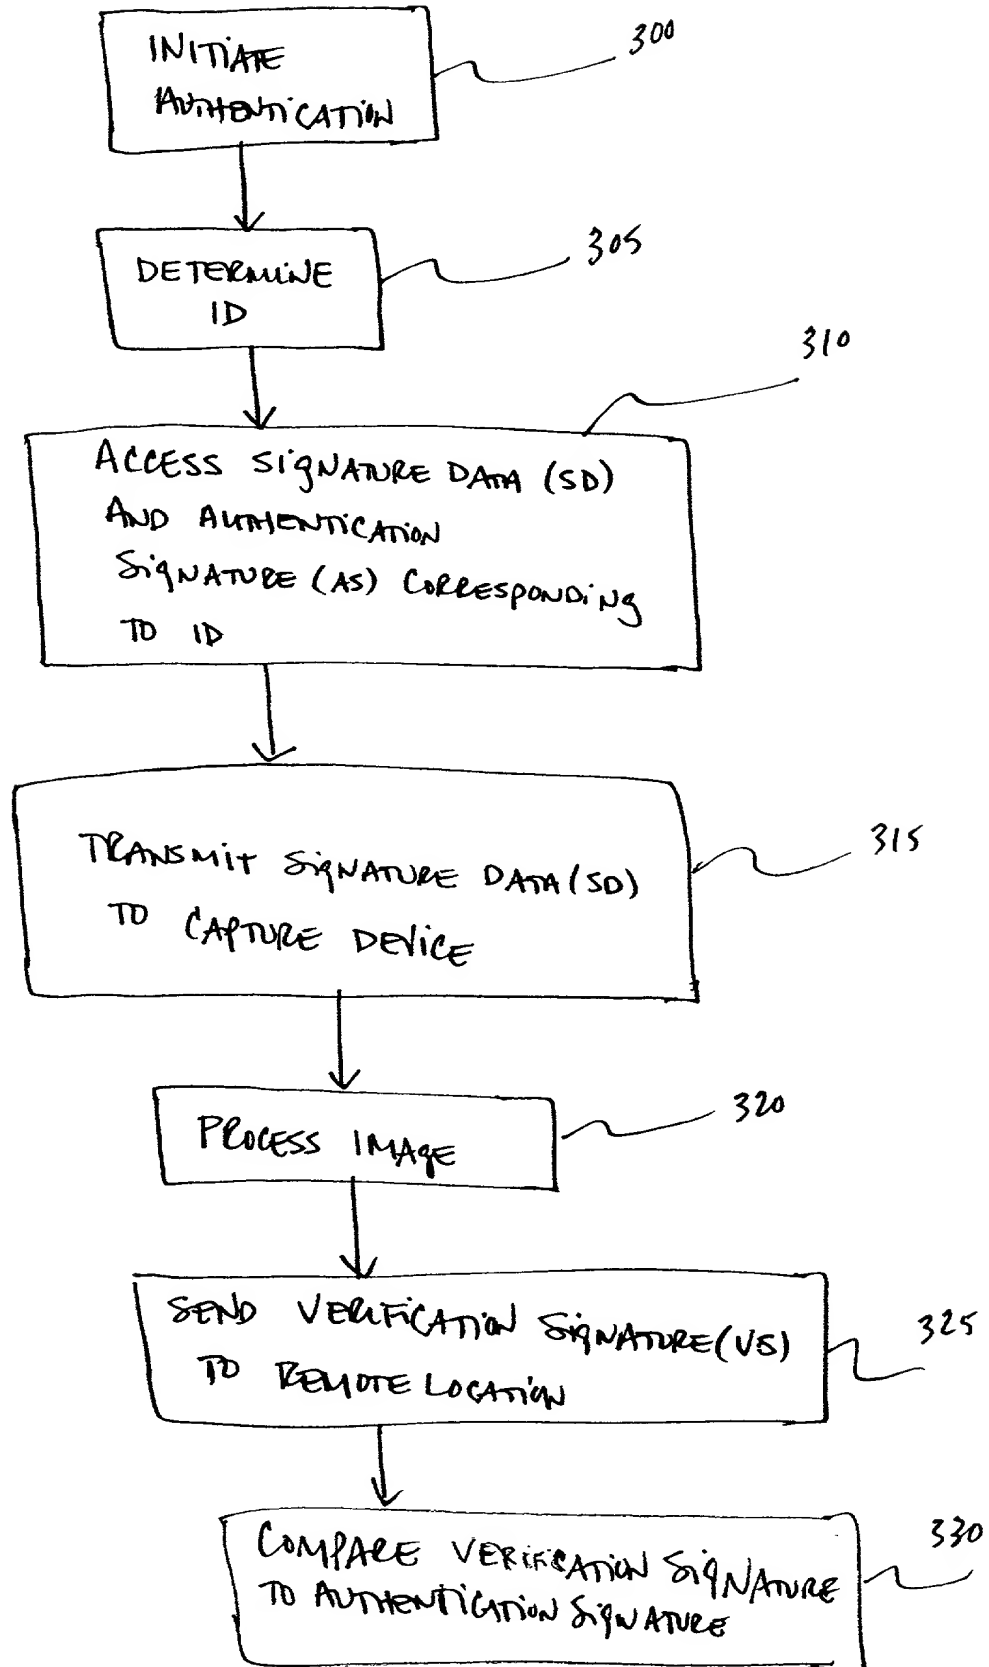 INITIATE
AUTHENTICATION
300
DETERMINE
ID
305
310
ACCESS SIGNATURE DATA (SD)
AND AUTHENTICATION
SIGNATURE (AS) CORRESPONDING
TO ID
TRANSMIT SIGNATURE DATA (SD)
TO CAPTURE DEVICE
315
PROCESS IMAGE
320
SEND VERIFICATION SIGNATURE (VS)
TO REMOTE LOCATION
325
COMPARE VERIFICATION SIGNATURE
TO AUTHENTICATION SIGNATURE
330